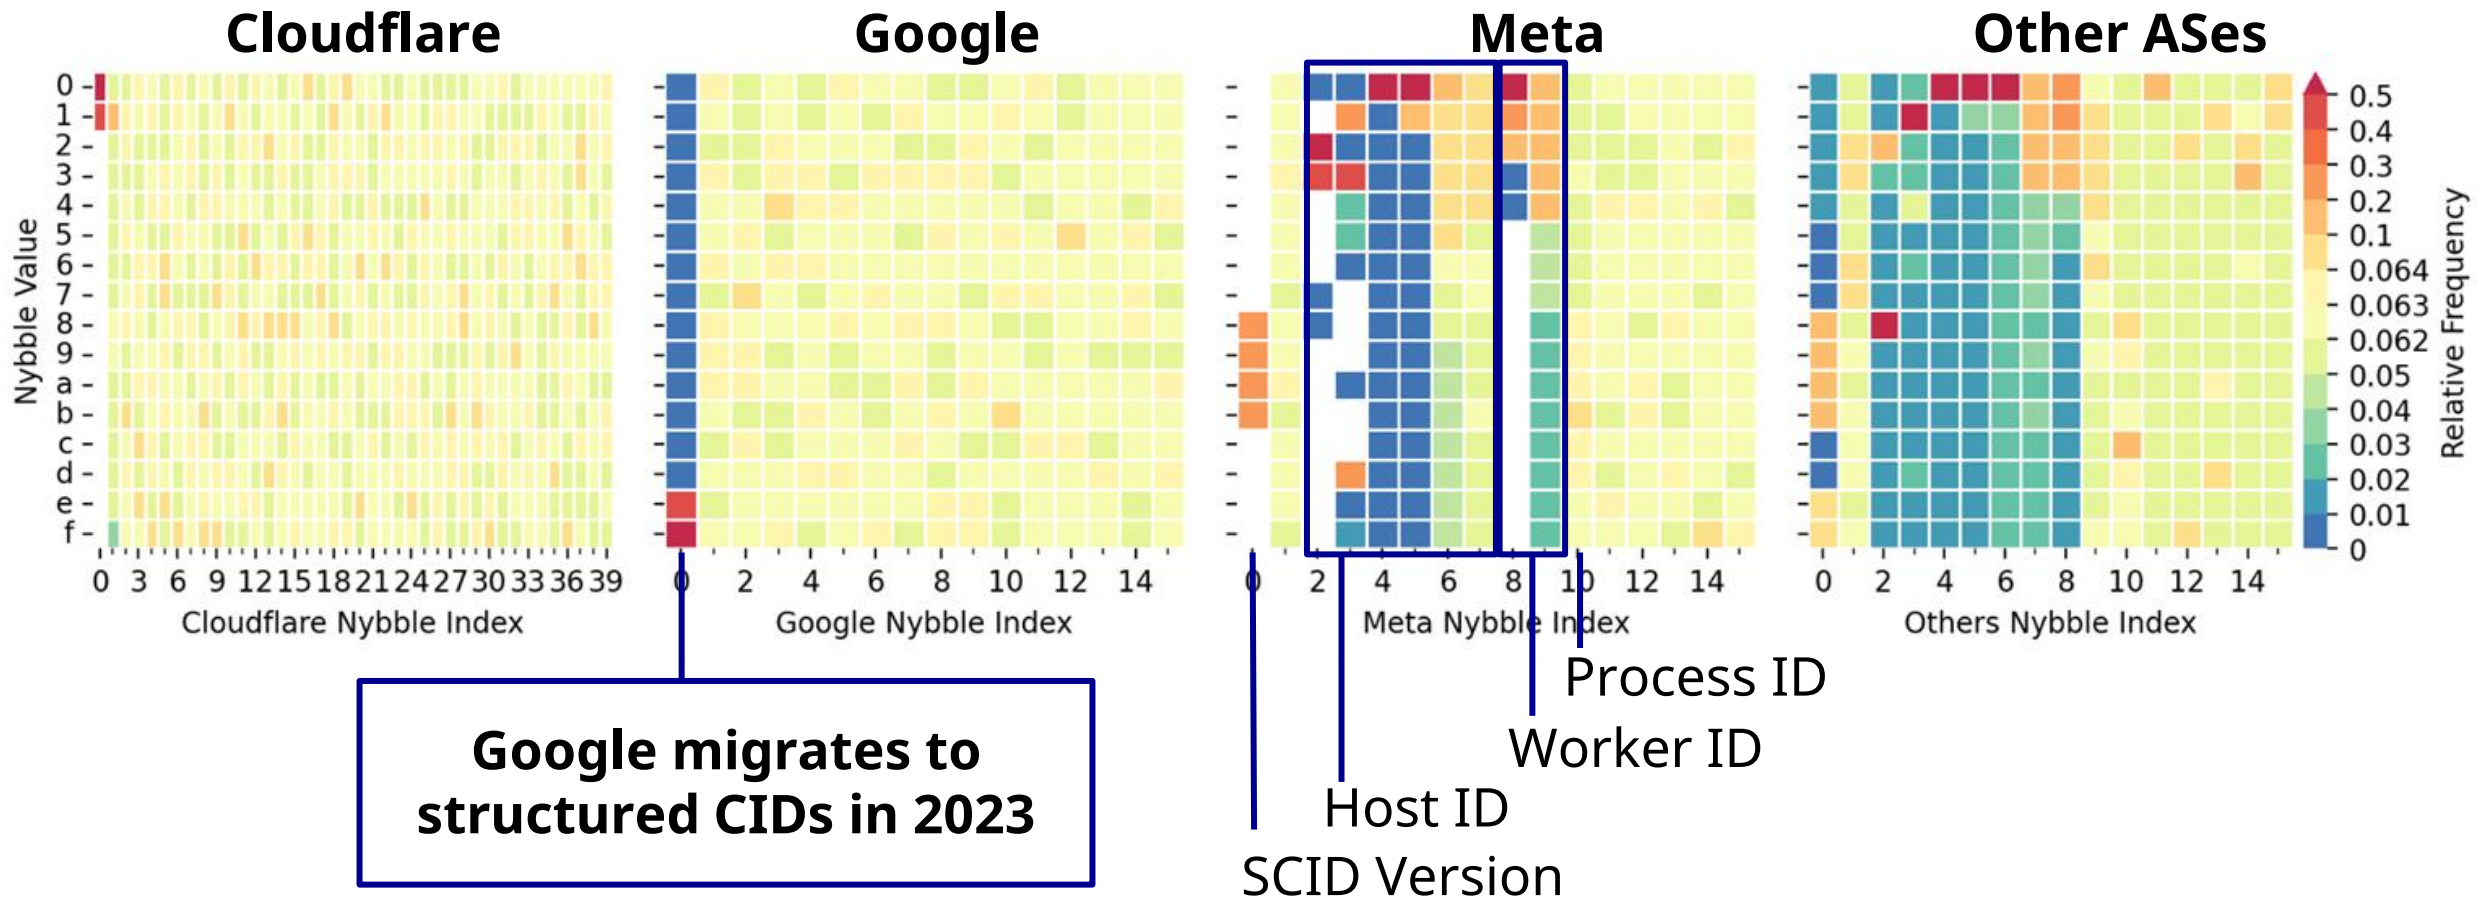 Cloudflare
Google
Meta
Other ASes
Nybble Value
0
1
2
3
4
5
6
7
8
9
a
b
c
d
e
f
0 3 6 9 12 15 18 21 24 27 30 33 36 39
Cloudflare Nybble Index
0 2 4 6 8 10 12 14
Google Nybble Index
0 2 4 6 8 10 12 14
Meta Nybble Index
0 2 4 6 8 10 12 14
Others Nybble Index
0.5
0.4
0.3
0.2
0.1
0.064
0.063
0.062
0.05
0.04
0.03
0.02
0.01
0
Relative Frequency
Google migrates to
structured CIDs in 2023
Process ID
Worker ID
Host ID
SCID Version